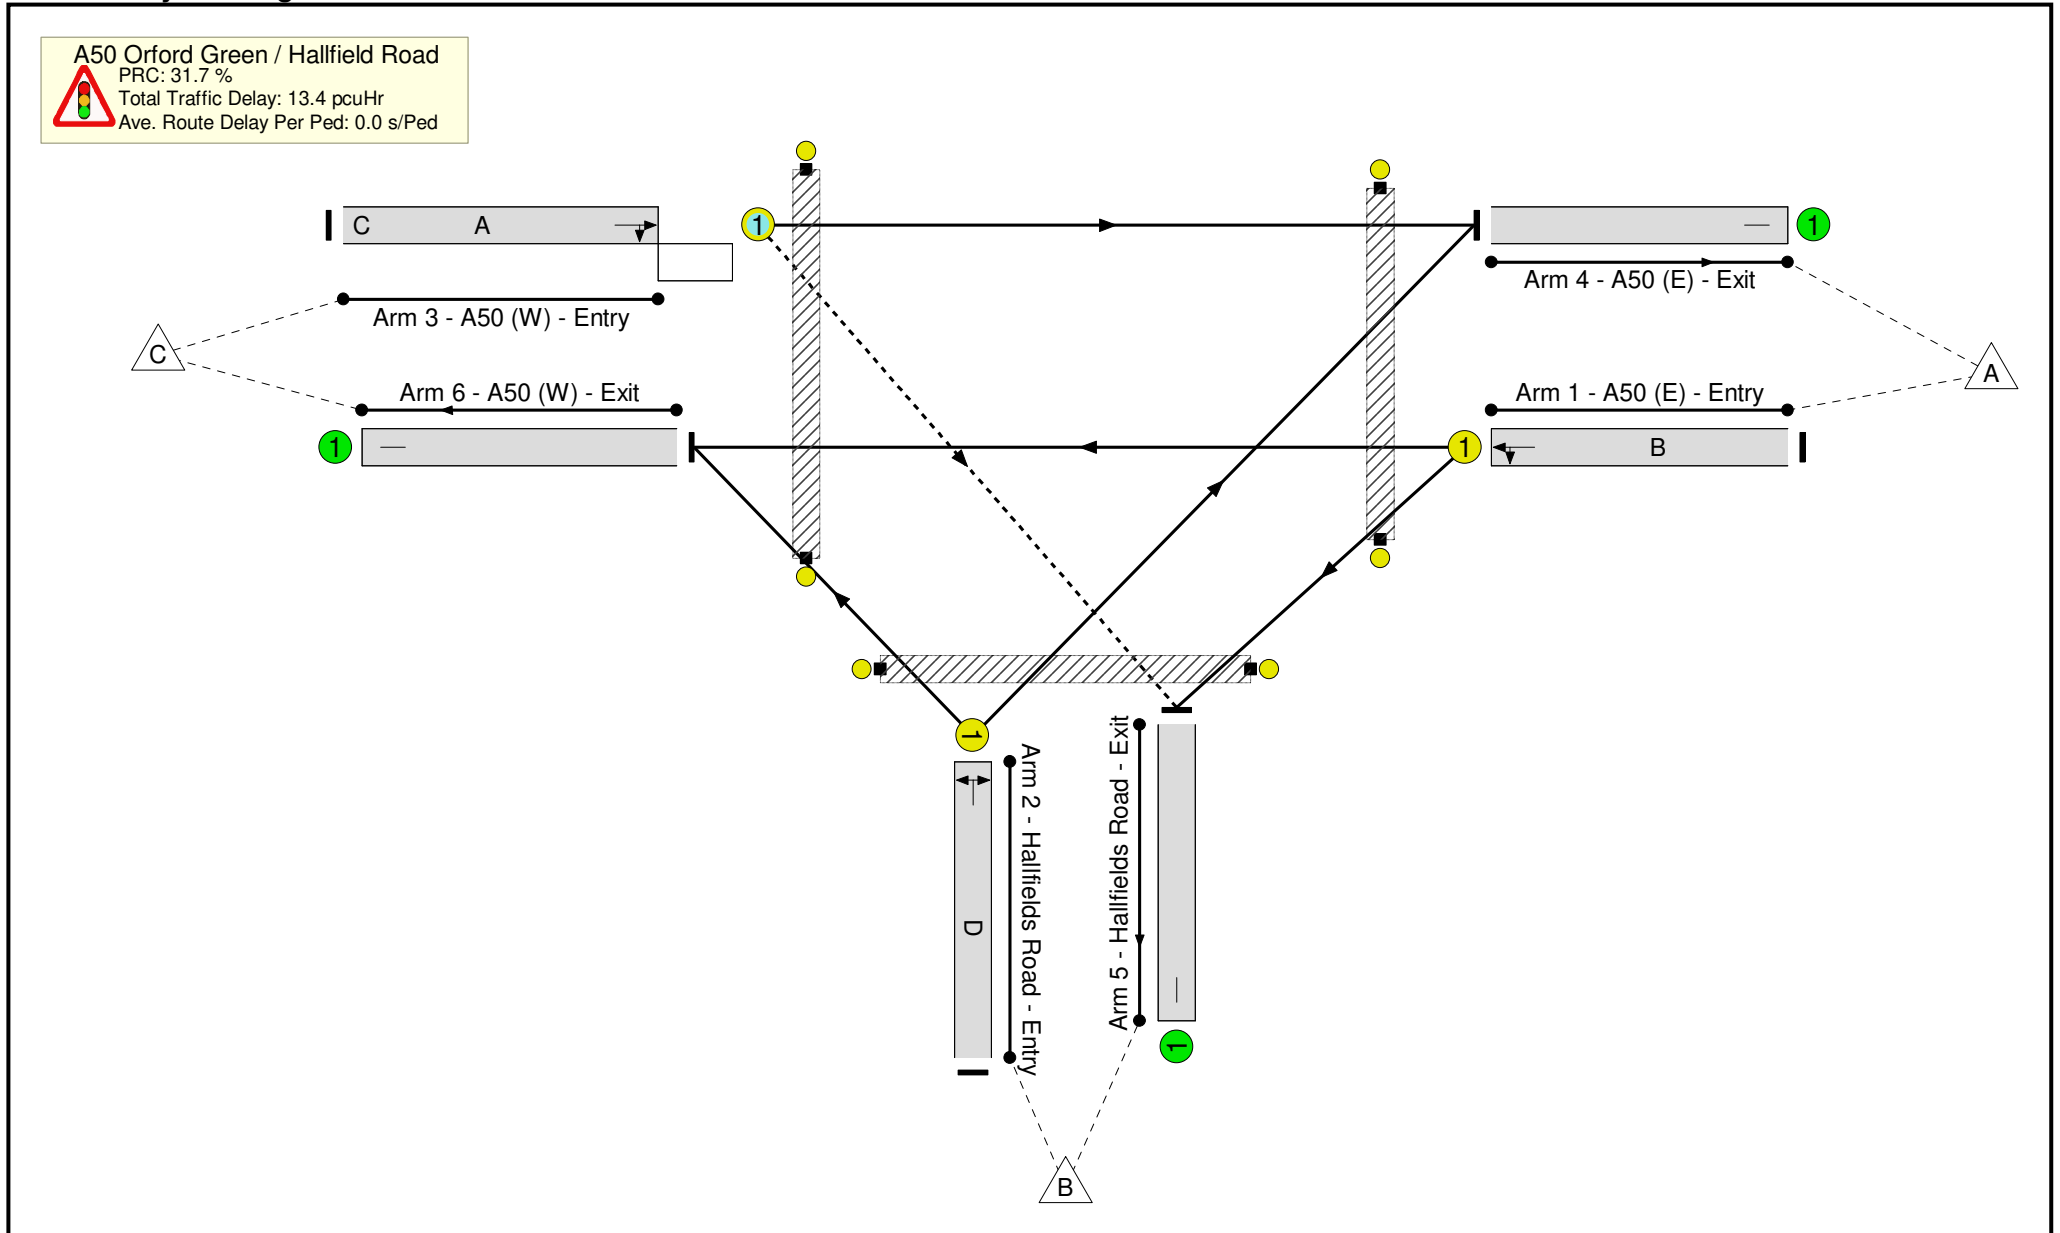 A50 Orford Green / Hallfield Road
PRC: 31.7 %
Total Traffic Delay: 13.4 pcuHr
Ave. Route Delay Per Ped: 0.0 s/Ped
C A
1
1
Arm 3 - A50 (W) - Entry
Arm 4 - A50 (E) - Exit
C
A
Arm 6 - A50 (W) - Exit
Arm 1 - A50 (E) - Entry
1
1
B
1
Arm 2 - Hallfields Road - Entry
Arm 5 - Hallfields Road - Exit
D
1
B